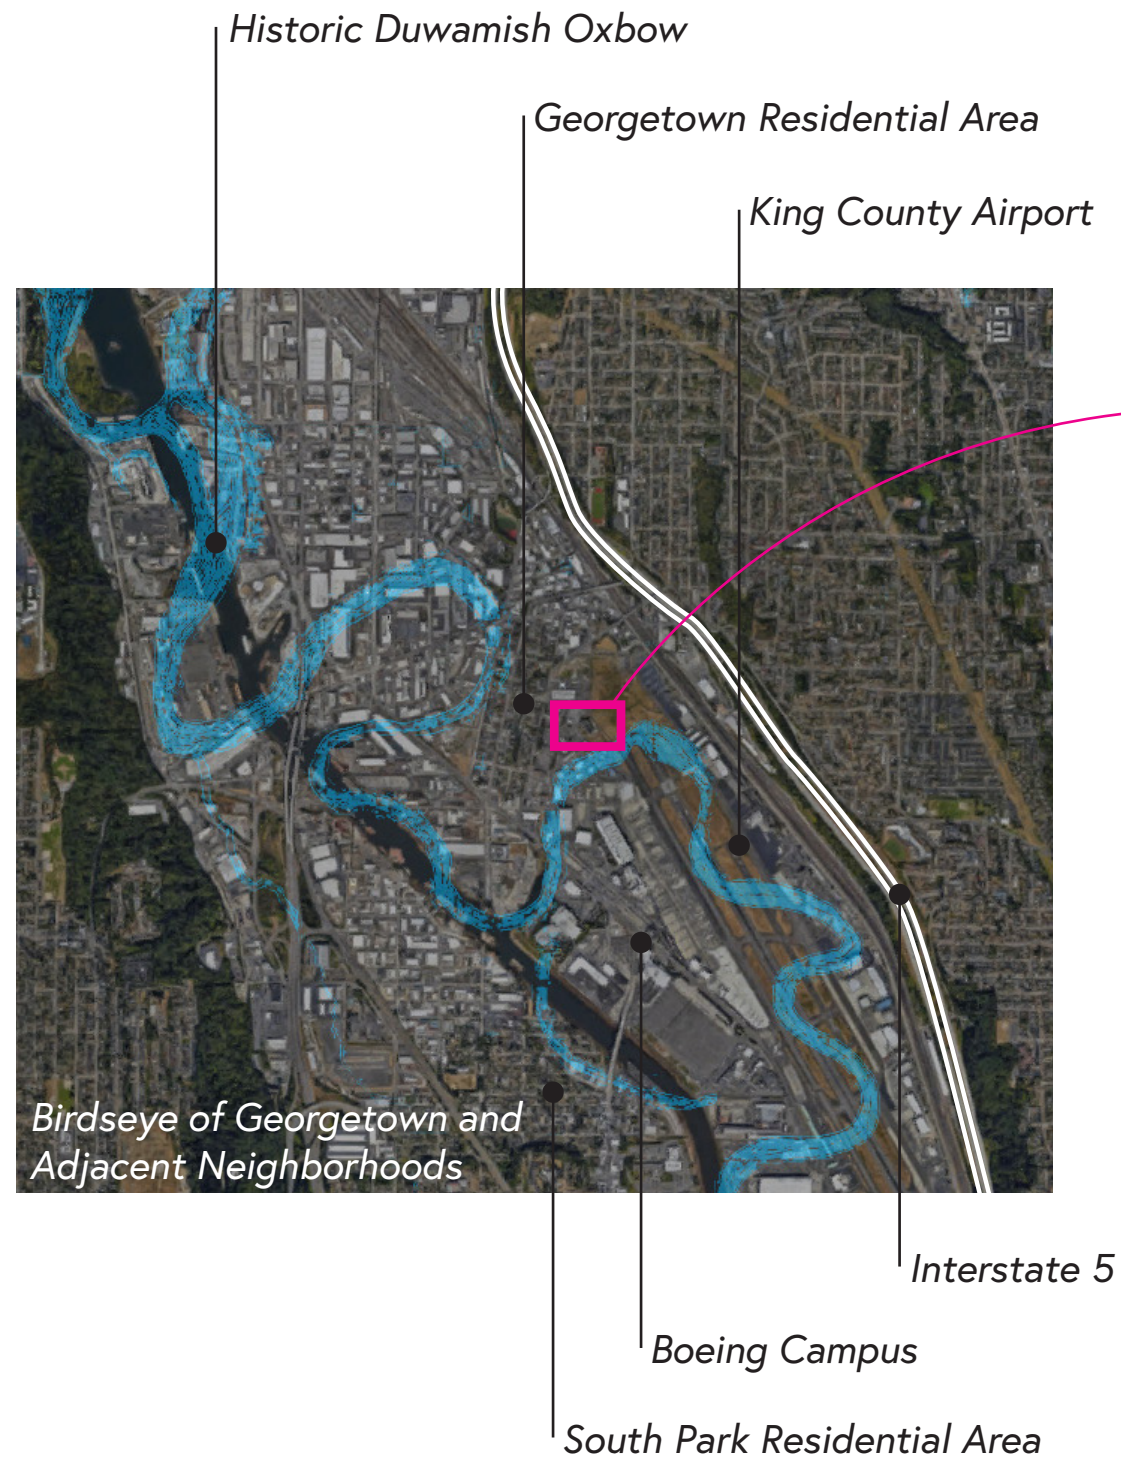 Historic Duwamish Oxbow
Georgetown Residential Area
King County Airport
Birdseye of Georgetown and
Adjacent Neighborhoods
Interstate 5
Boeing Campus
South Park Residential Area